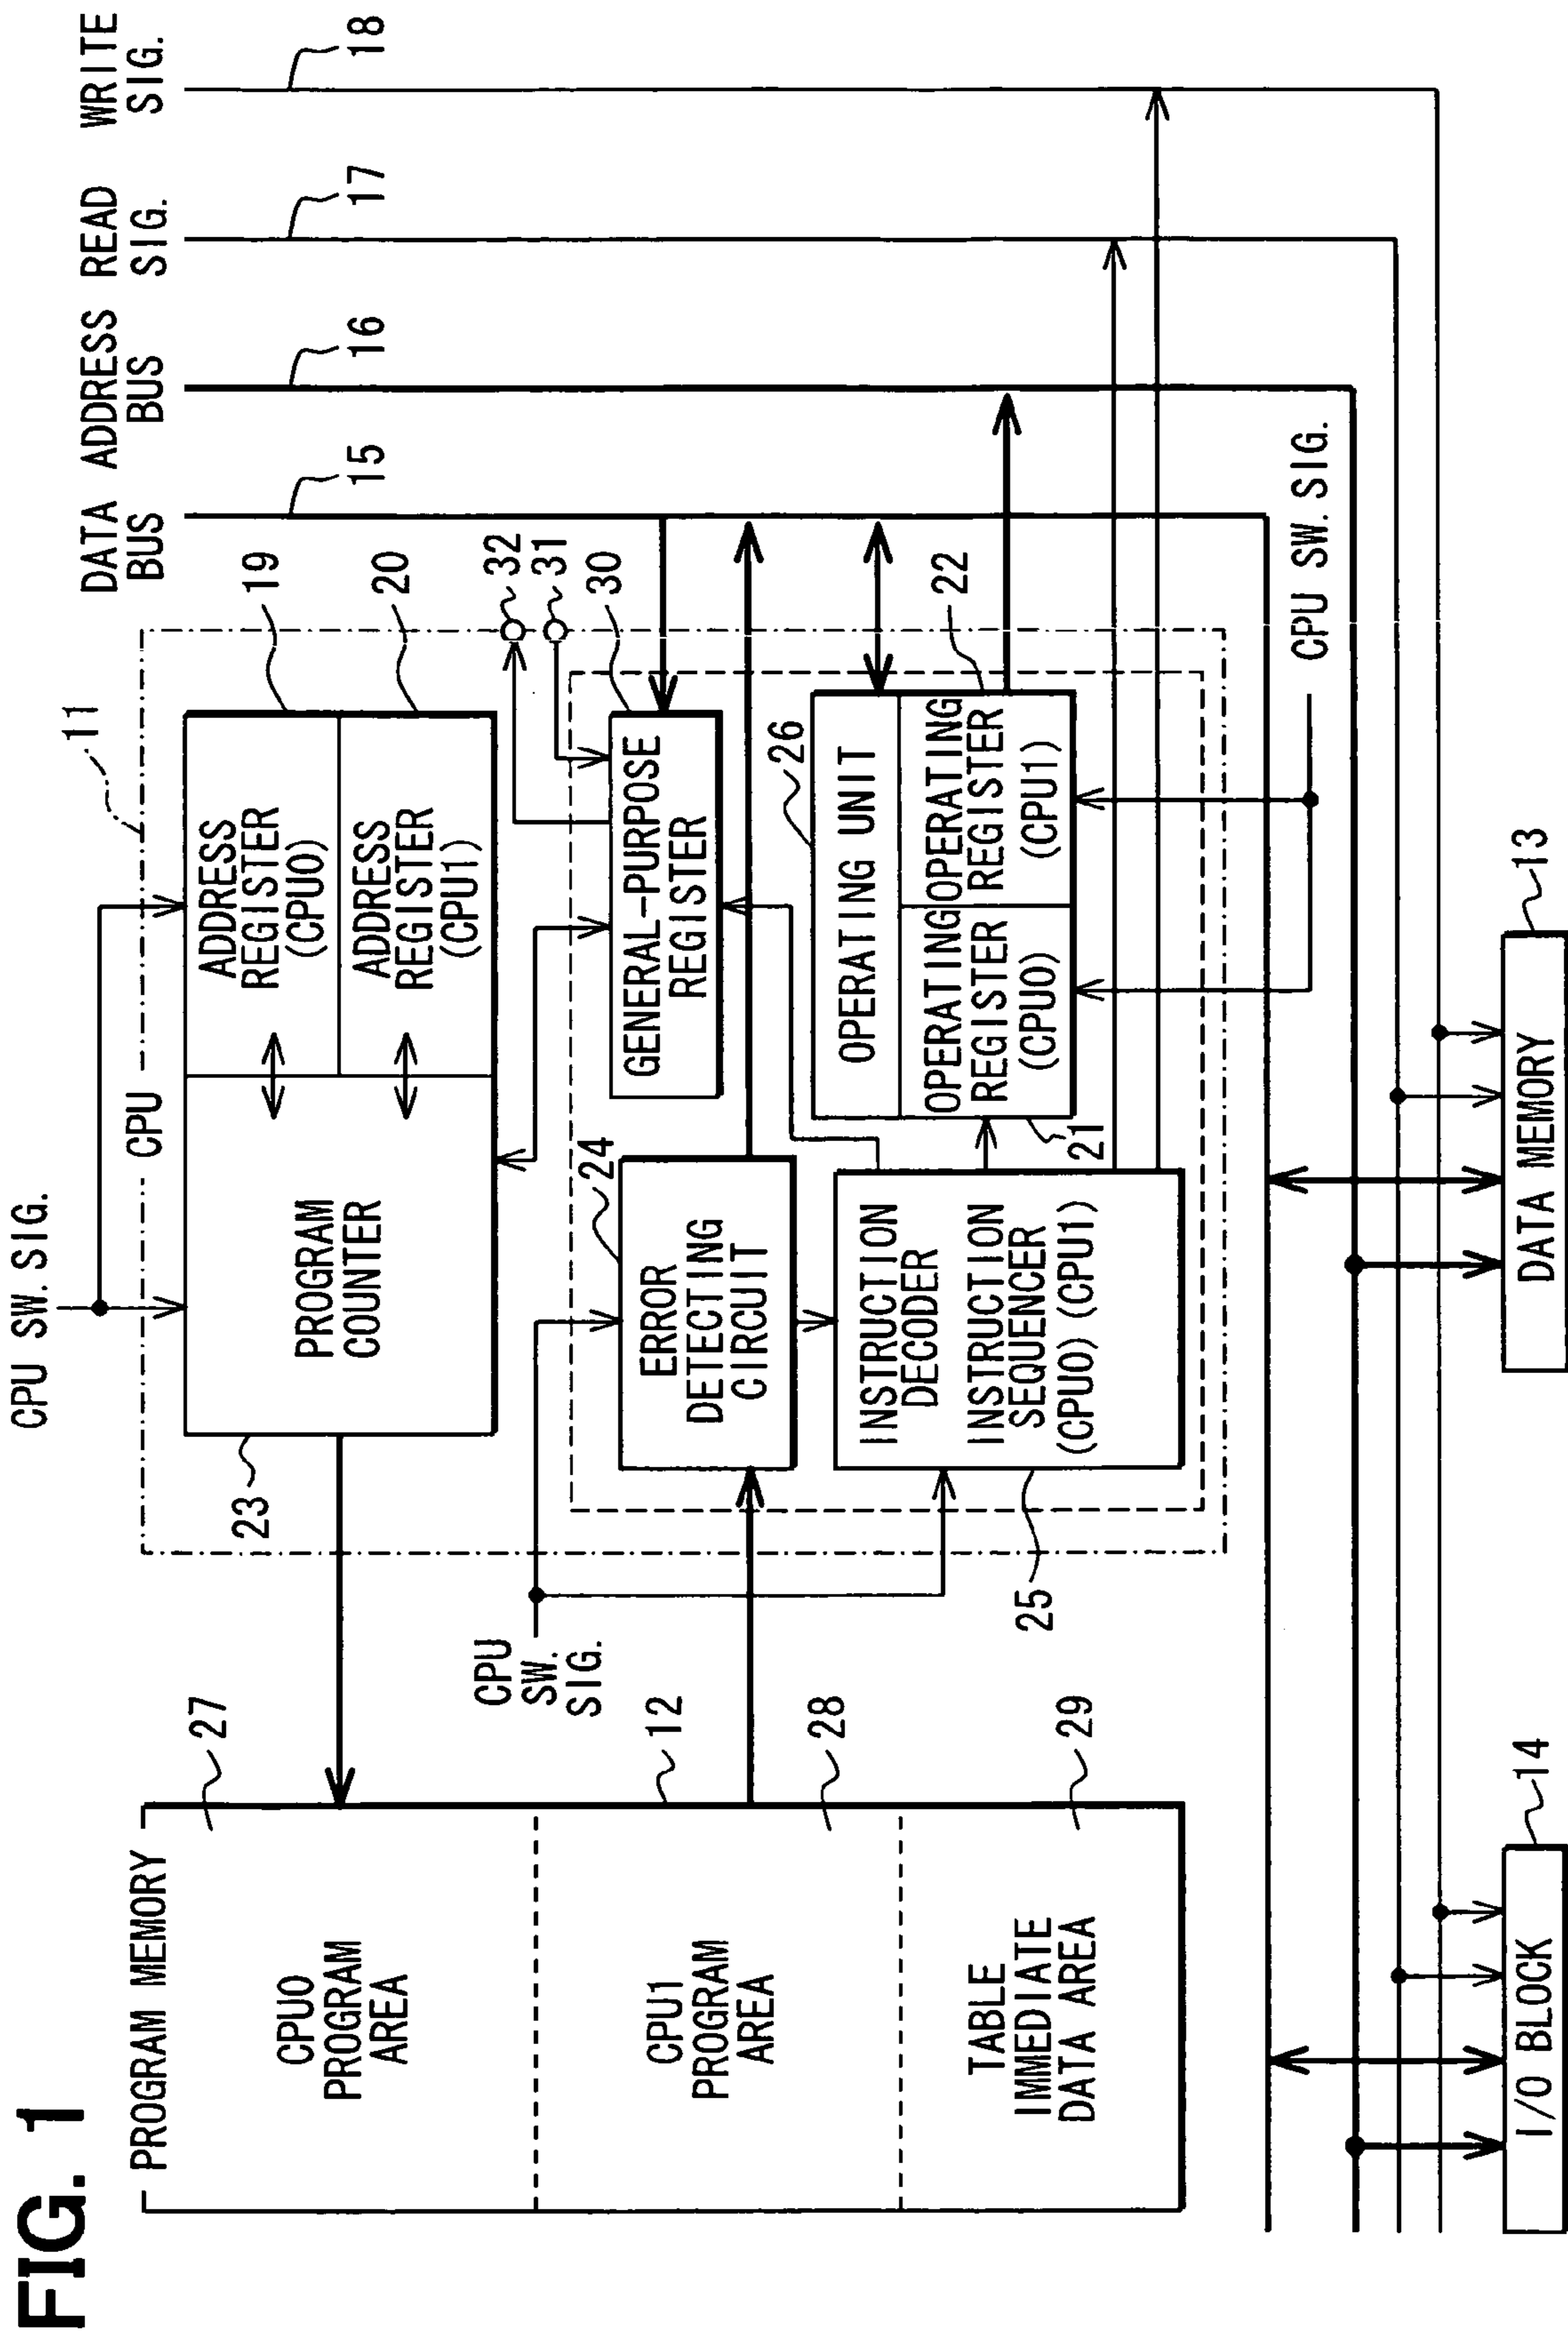 FIG. 1
CPU SW. SIG.
PROGRAM MEMORY
27
CPU0
PROGRAM
AREA
12
CPU1
PROGRAM
AREA
28
TABLE
IMMEDIATE
DATA AREA
29
CPU
11
23
PROGRAM
COUNTER
ADDRESS
REGISTER
(CPU0)
19
ADDRESS
REGISTER
(CPU1)
20
32
31
30
CPU
SW.
SIG.
24
ERROR
DETECTING
CIRCUIT
GENERAL-PURPOSE
REGISTER
25
INSTRUCTION
DECODER
INSTRUCTION
SEQUENCER
(CPU0) (CPU1)
26
OPERATING UNIT
21
OPERATING
REGISTER
(CPU0)
22
OPERATING
REGISTER
(CPU1)
CPU SW. SIG.
DATA
BUS
15
ADDRESS
BUS
16
READ
SIG.
17
WRITE
SIG.
18
14
I/O BLOCK
13
DATA MEMORY